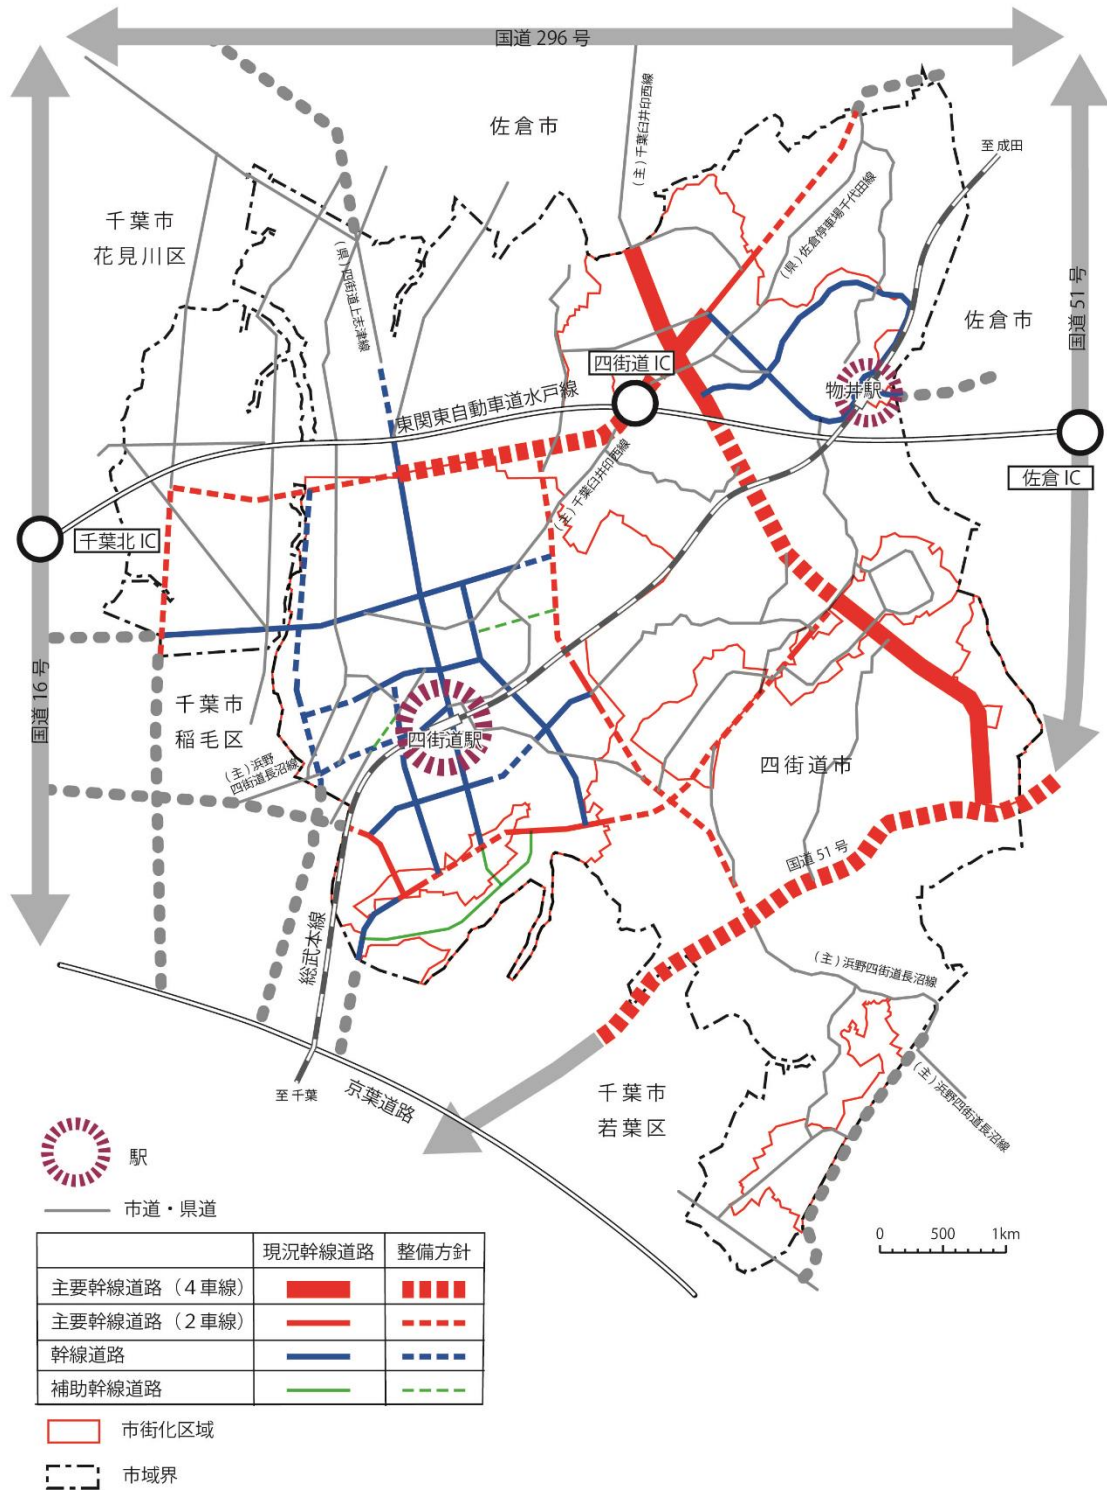 国道 296 号
佐倉市
(主)千葉臼井印西線
至 成田
千葉市
花見川区
(県)四街道上志津線
(県)佐倉停車場千代田線
国道 51 号
佐倉市
四街道 IC
物井駅
東関東自動車道水戸線
(主)千葉臼井印西線
佐倉 IC
千葉北 IC
国道 16 号
千葉市
稲毛区
四街道駅
(主)浜野
四街道長沼線
四街道市
国道 51 号
総武本線
(主)浜野四街道長沼線
(主)浜野四街道長沼線
至 千葉
京葉道路
千葉市
若葉区
駅
市道・県道
0 500 1km
現況幹線道路 整備方針
主要幹線道路(4車線)
主要幹線道路(2車線)
幹線道路
補助幹線道路
市街化区域
市域界